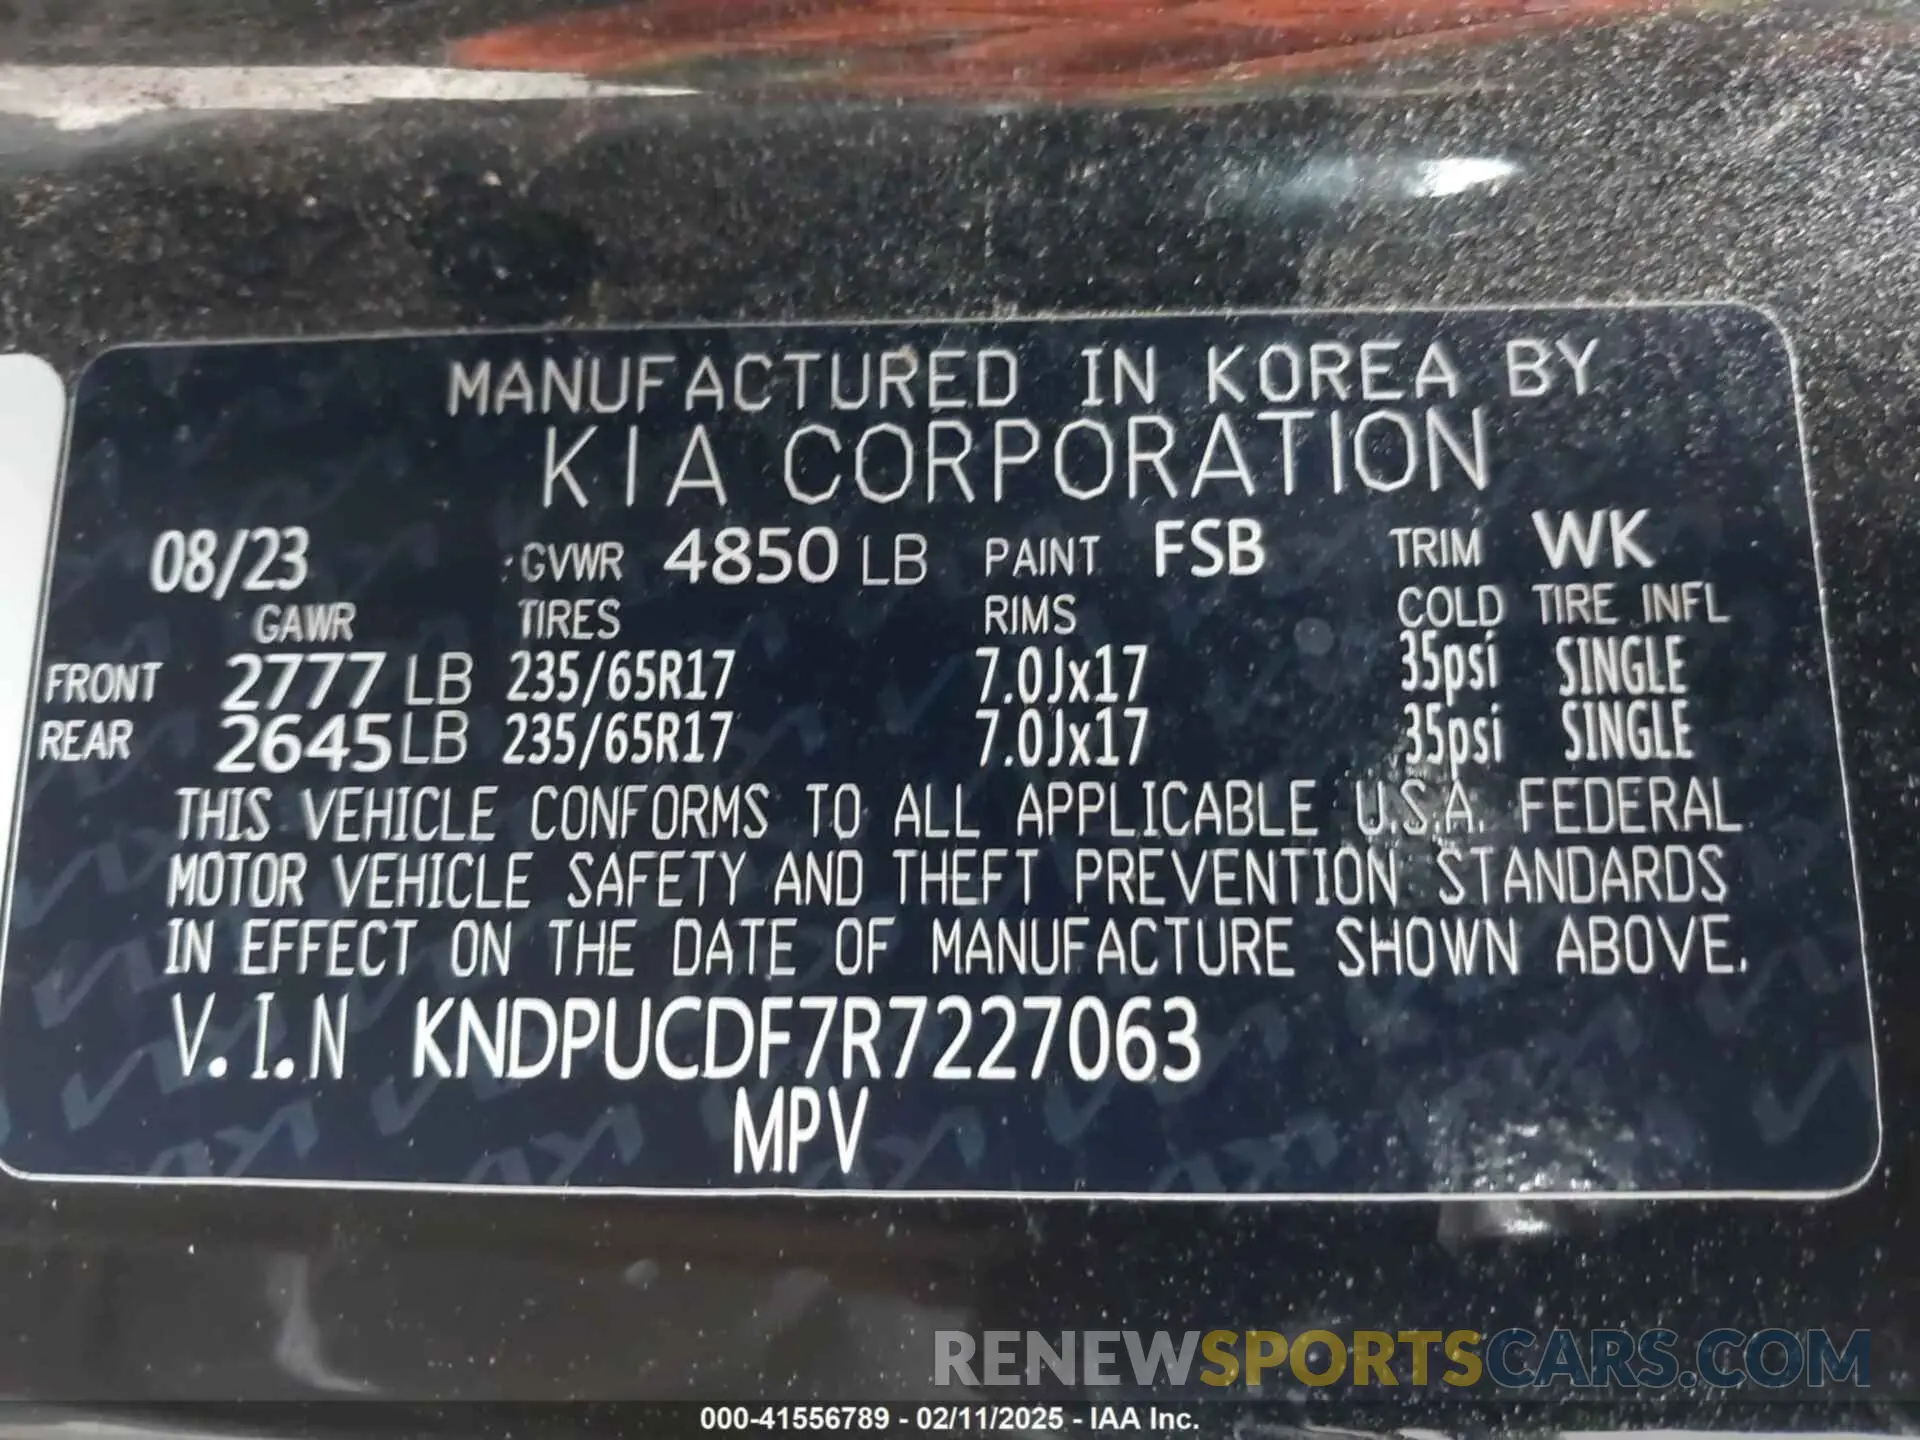 MANUFACTURED IN KOREA BY
KIA CORPORATION
08/23 GVWR 4850 LB PAINT FSB TRIM WK
GAWR TIRES RIMS COLD TIRE INFL
FRONT 2777 LB 235/65R17 7.0Jx17 35psi SINGLE
REAR 2645 LB 235/65R17 7.0Jx17 35psi SINGLE
THIS VEHICLE CONFORMS TO ALL APPLICABLE U.S.A. FEDERAL
MOTOR VEHICLE SAFETY AND THEFT PREVENTION STANDARDS
IN EFFECT ON THE DATE OF MANUFACTURE SHOWN ABOVE.
V.I.N KNDPUCDF7R7227063
MPV
RENEWSPORTSCARS.COM
000-41556789 - 02/11/2025 - IAA Inc.